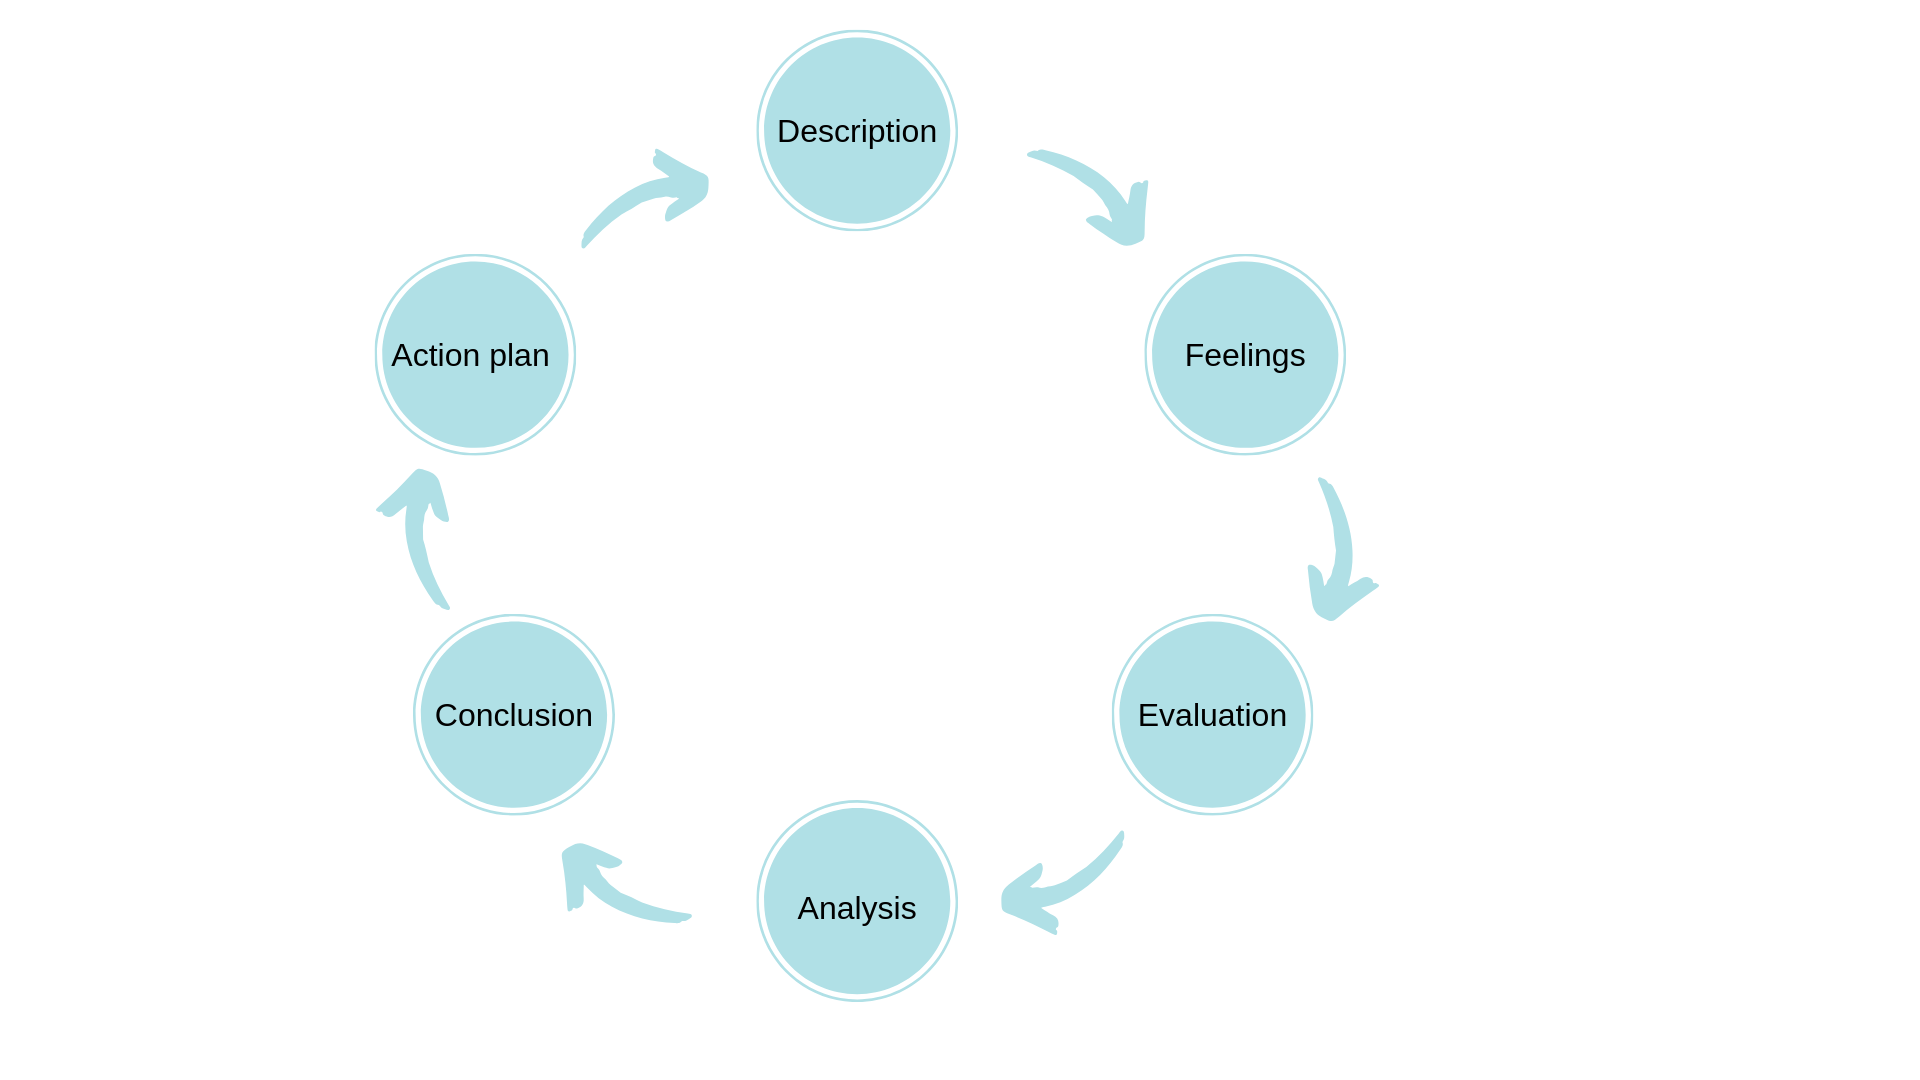 Description
Feelings
Evaluation
Analysis
Conclusion
Action plan